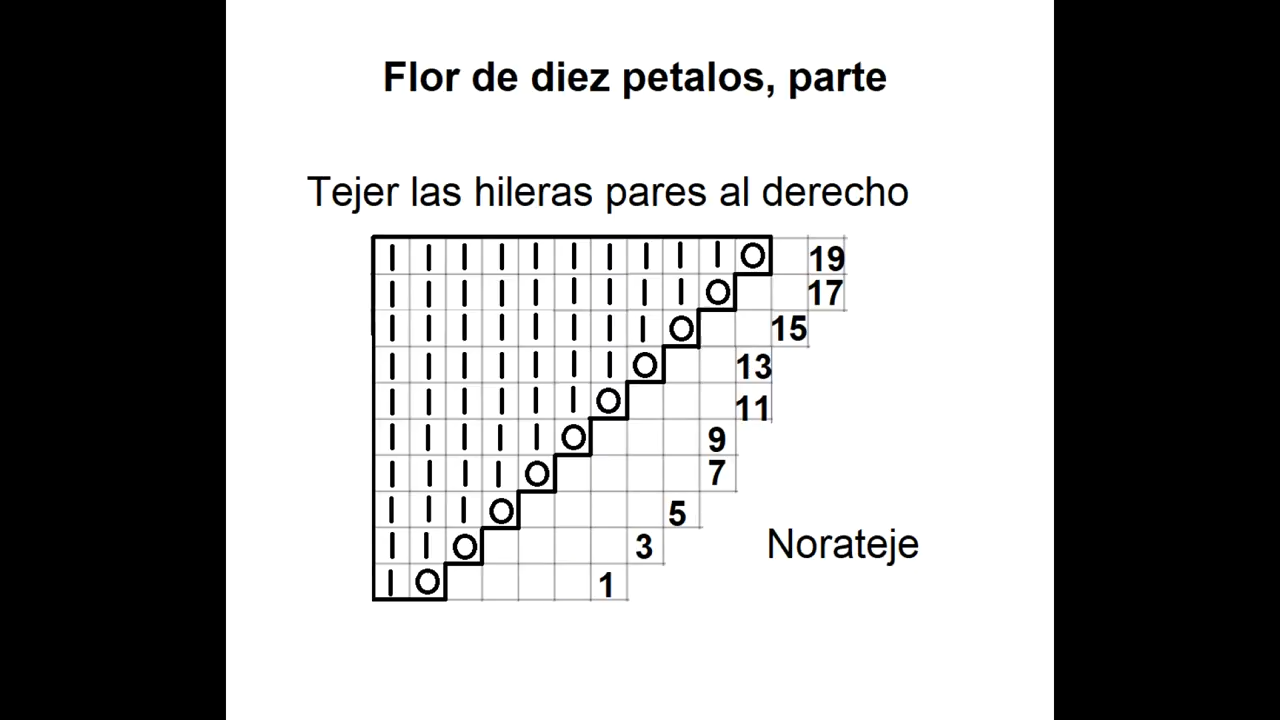 Flor de diez petalos, parte
Tejer las hileras pares al derecho
| | | | | | | | | | O 19
| | | | | | | | | O 17
| | | | | | | | O 15
| | | | | | | O 13
| | | | | | O 11
| | | | | O 9
| | | | O 7
| | | O 5
| | O 3
| O 1
Norateje